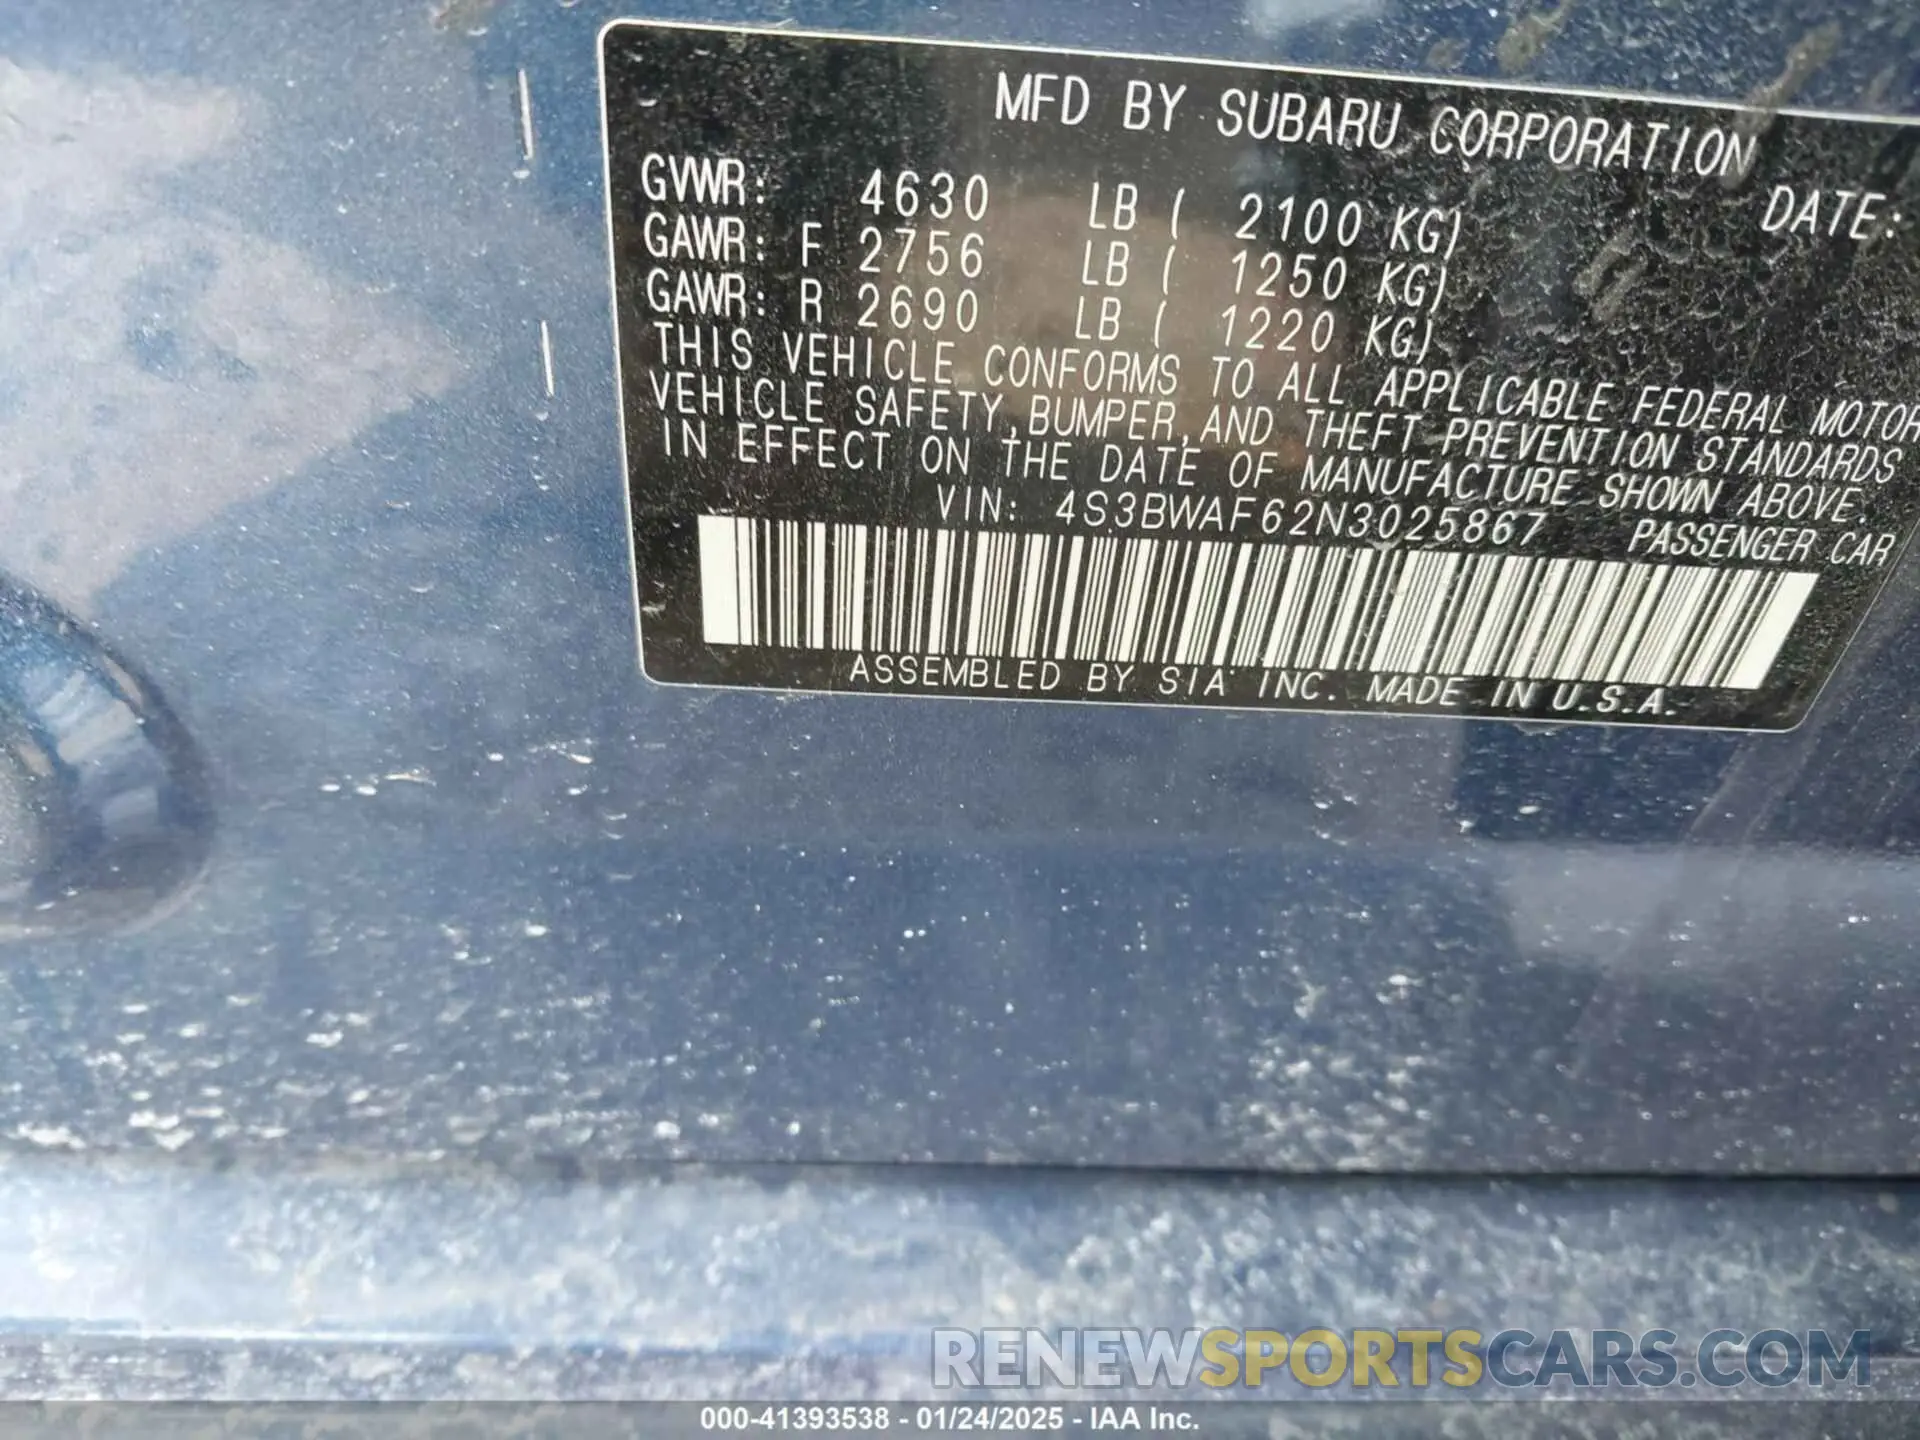 MFD BY SUBARU CORPORATION
GVWR: 4630 LB ( 2100 KG) DATE:
GAWR: F 2756 LB ( 1250 KG)
GAWR: R 2690 LB ( 1220 KG)
THIS VEHICLE CONFORMS TO ALL APPLICABLE FEDERAL MOTOR
VEHICLE SAFETY,BUMPER,AND THEFT PREVENTION STANDARDS
IN EFFECT ON THE DATE OF MANUFACTURE SHOWN ABOVE.
VIN: 4S3BWAF62N3025867 PASSENGER CAR
ASSEMBLED BY SIA INC. MADE IN U.S.A.
RENEWSPORTSCARS.COM
000-41393538 - 01/24/2025 - IAA Inc.